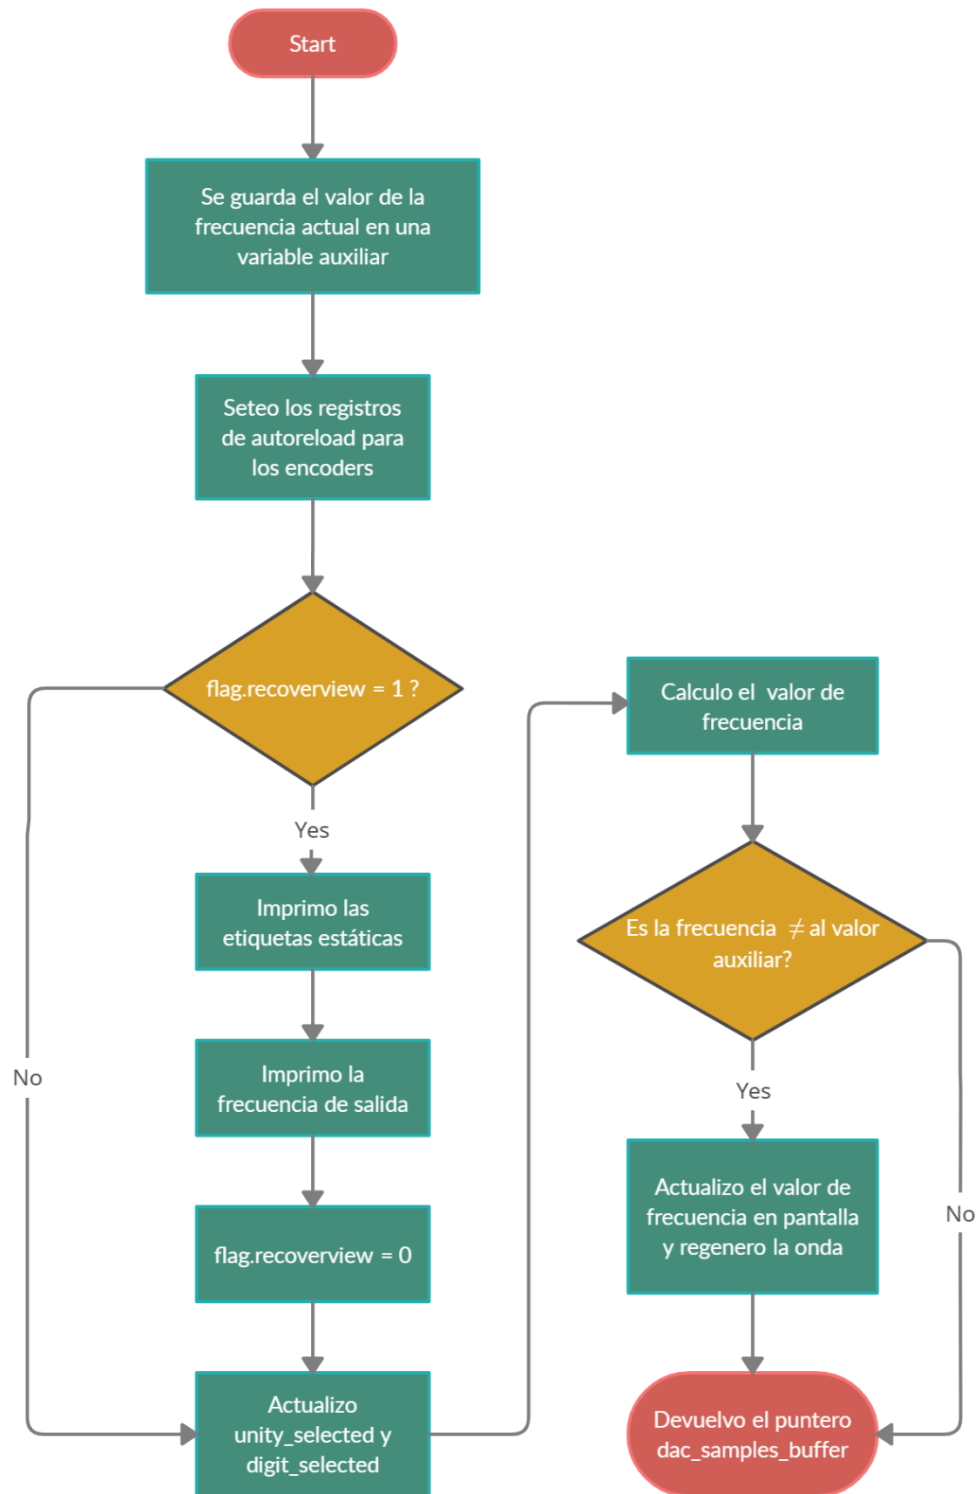 Start
Se guarda el valor de la
frecuencia actual en una
variable auxiliar
Seteo los registros
de autoreload para
los encoders
flag.recoverview = 1 ?
Yes
Imprimo las
etiquetas estáticas
Imprimo la
frecuencia de salida
No
flag.recoverview = 0
Actualizo
unity_selected y
digit_selected
Calculo el  valor de
frecuencia
Es la frecuencia  ≠ al valor
auxiliar?
Yes
Actualizo el valor de
frecuencia en pantalla
y regenero la onda
No
Devuelvo el puntero
dac_samples_buffer